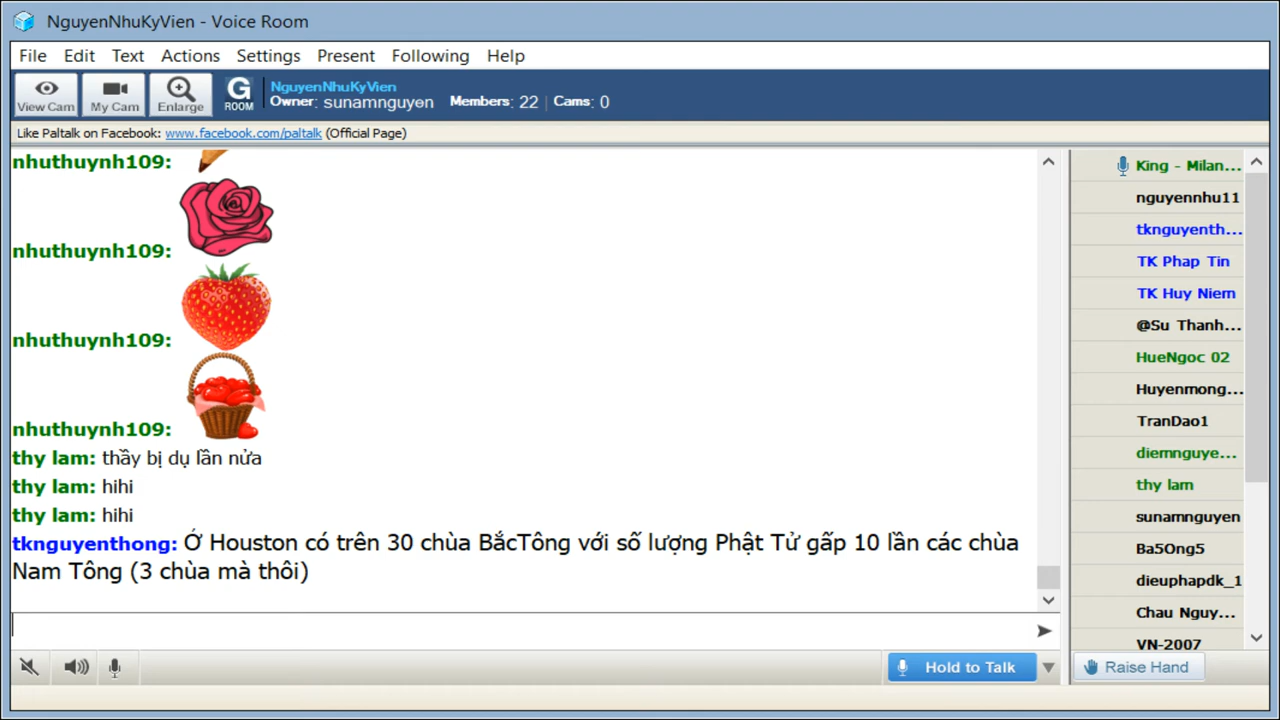 NguyenNhuKyVien - Voice Room
File Edit Text Actions Settings Present Following Help
View Cam My Cam Enlarge G ROOM
NguyenNhuKyVien
Owner: sunamnguyen Members: 22 Cams: 0
Like Paltalk on Facebook: www.facebook.com/paltalk (Official Page)
nhuthuynh109:
nhuthuynh109:
nhuthuynh109:
nhuthuynh109:
thy lam: thầy bị dụ lần nửa
thy lam: hihi
thy lam: hihi
tknguyenthong: Ở Houston có trên 30 chùa BắcTông với số lượng Phật Tử gấp 10 lần các chùa
Nam Tông (3 chùa mà thôi)
King - Milan...
nguyennhu11
tknguyenth...
TK Phap Tin
TK Huy Niem
@Su Thanh...
HueNgoc 02
Huyenmong...
TranDao1
diemnguye...
thy lam
sunamnguyen
Ba5Ong5
dieuphapdk_1
Chau Nguy...
VN-2007
Hold to Talk
Raise Hand